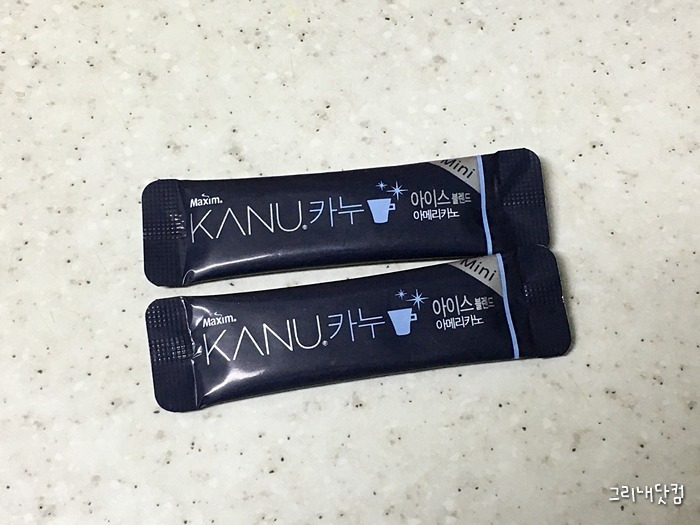 Mini
Maxim.
KANU® 카누 아이스 블렌드
아메리카노
Mini
Maxim.
KANU® 카누 아이스 블렌드
아메리카노
그리내닷컴